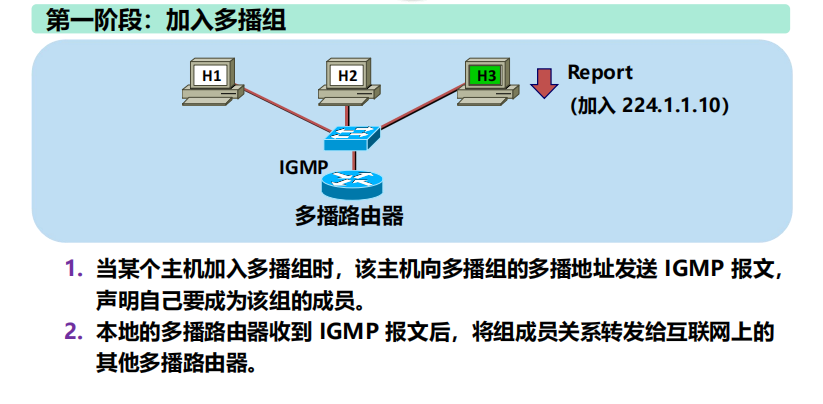 第一阶段：加入多播组
H1
H2
H3
Report
(加入 224.1.1.10）
IGMP
多播路由器
1. 当某个主机加入多播组时，该主机向多播组的多播地址发送 IGMP 报文，
声明自己要成为该组的成员。
2. 本地的多播路由器收到 IGMP 报文后，将组成员关系转发给互联网上的
其他多播路由器。